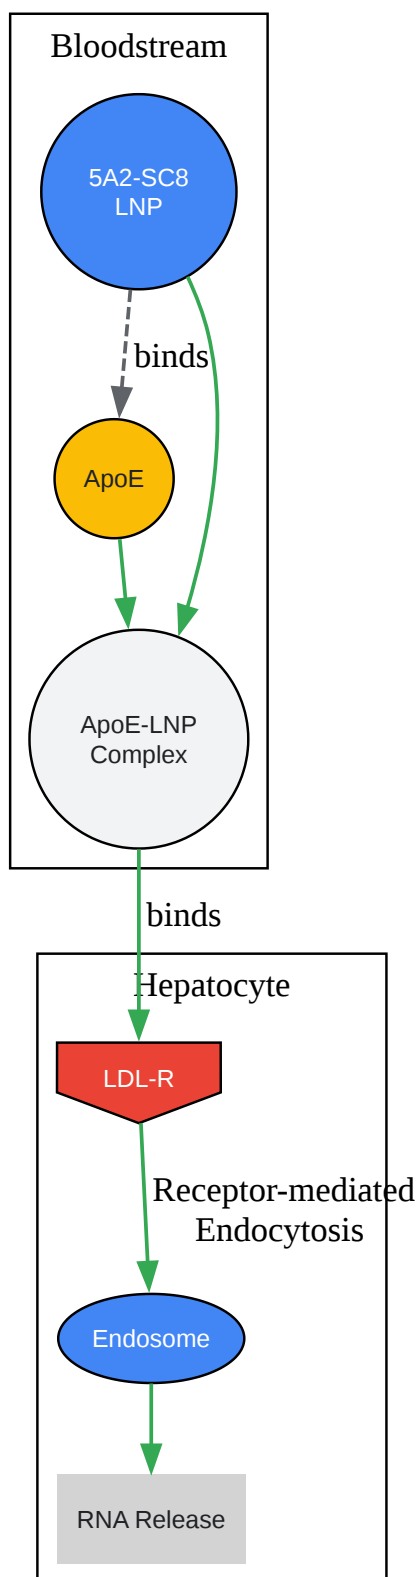 Bloodstream
5A2-SC8
LNP
binds
ApoE
ApoE-LNP
Complex
binds
Hepatocyte
LDL-R
Receptor-mediated
Endocytosis
Endosome
RNA Release